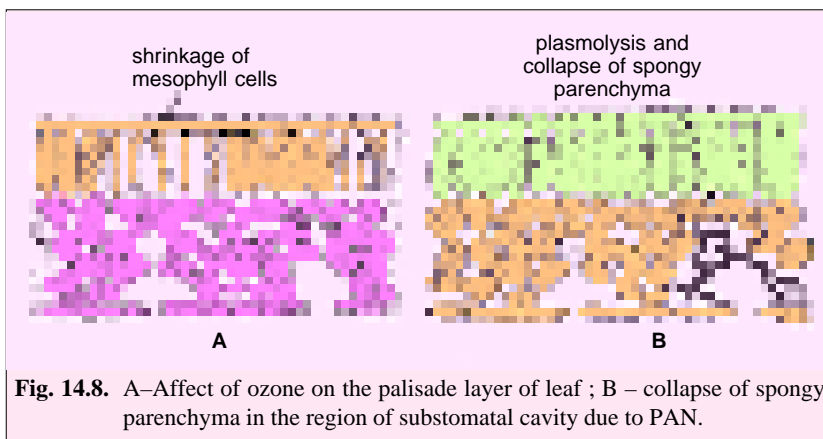 shrinkage of
mesophyll cells
plasmolysis and
collapse of spongy
parenchyma
A
B
Fig. 14.8. A–Affect of ozone on the palisade layer of leaf ; B – collapse of spongy
parenchyma in the region of substomatal cavity due to PAN.